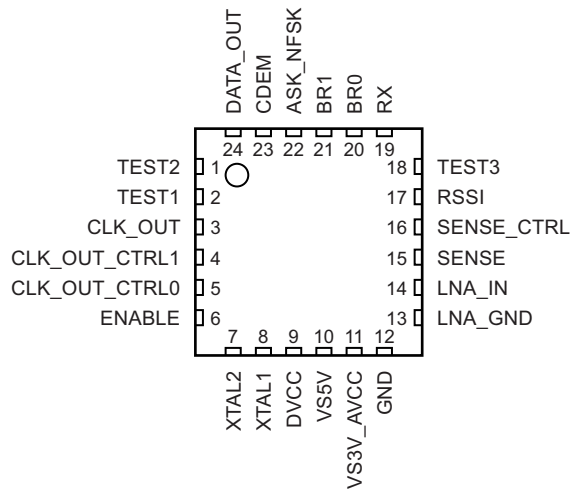 DATA_OUT
CDEM
ASK_NFSK
BR1
BR0
RX
24 23 22 21 20 19
TEST2 1
TEST1 2
CLK_OUT 3
CLK_OUT_CTRL1 4
CLK_OUT_CTRL0 5
ENABLE 6
18 TEST3
17 RSSI
16 SENSE_CTRL
15 SENSE
14 LNA_IN
13 LNA_GND
7 8 9 10 11 12
XTAL2
XTAL1
DVCC
VS5V
VS3V_AVCC
GND